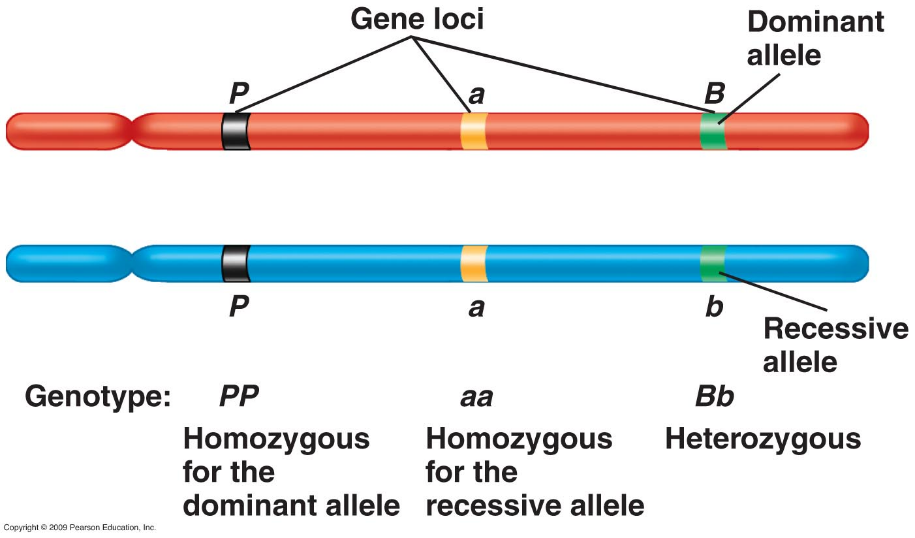 Gene loci
Dominant
allele
P
a
B
P
a
b
Recessive
allele
Genotype:
PP
aa
Bb
Homozygous
for the
dominant allele
Homozygous
for the
recessive allele
Heterozygous
Copyright © 2009 Pearson Education, Inc.